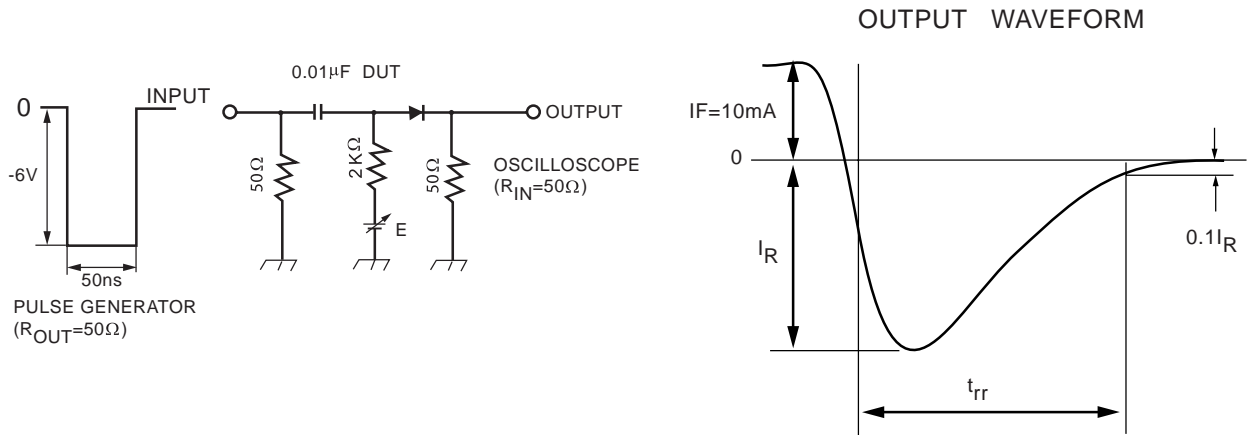 OUTPUT WAVEFORM
0.01μF DUT
0
INPUT
OUTPUT
-6V
50Ω
2KΩ
50Ω
OSCILLOSCOPE
(RIN=50Ω)
E
50ns
PULSE GENERATOR
(ROUT=50Ω)
IF=10mA
0
IR
0.1IR
trr